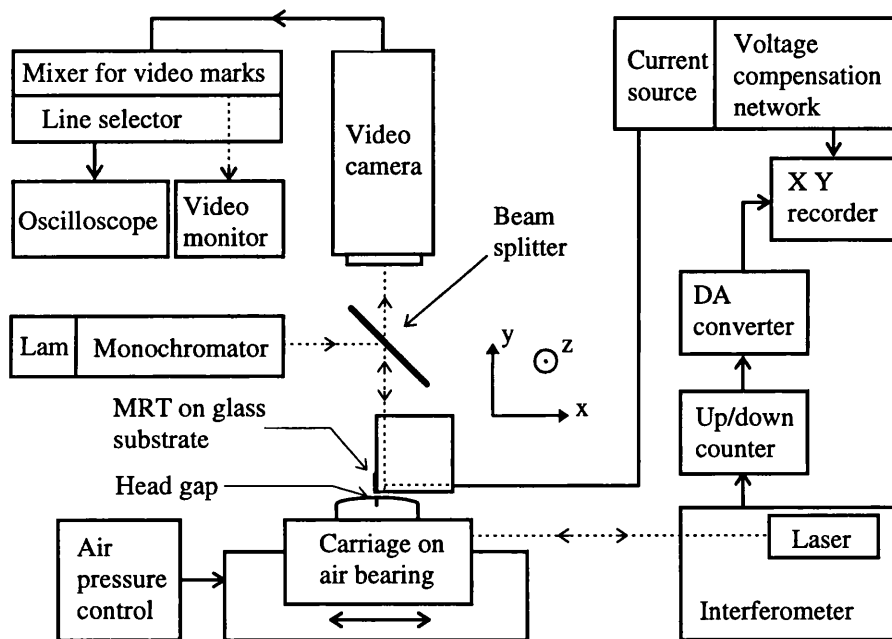 Mixer for video marks
Line selector
Oscilloscope
Video
monitor
Video
camera
Current
source
Voltage
compensation
network
X Y
recorder
Beam
splitter
DA
converter
Lam
Monochromator
y
z
x
MRT on glass
substrate
Up/down
counter
Head gap
Air
pressure
control
Carriage on
air bearing
Laser
Interferometer